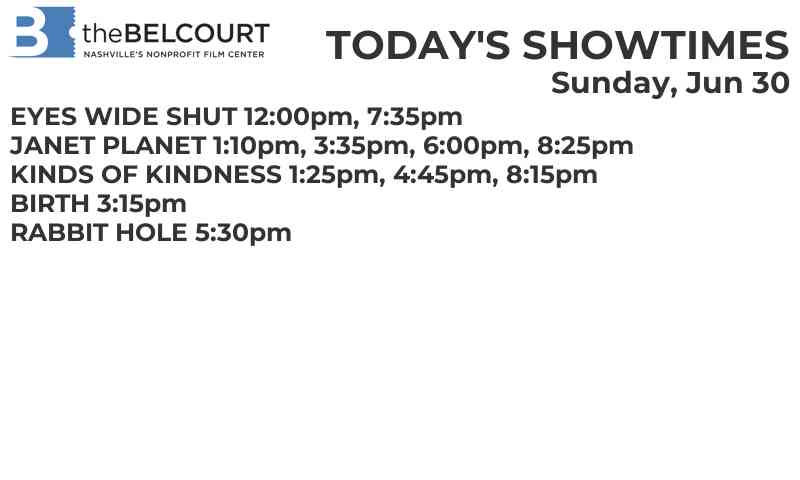 B theBELCOURT
NASHVILLE'S NONPROFIT FILM CENTER
TODAY'S SHOWTIMES
Sunday, Jun 30
EYES WIDE SHUT 12:00pm, 7:35pm
JANET PLANET 1:10pm, 3:35pm, 6:00pm, 8:25pm
KINDS OF KINDNESS 1:25pm, 4:45pm, 8:15pm
BIRTH 3:15pm
RABBIT HOLE 5:30pm